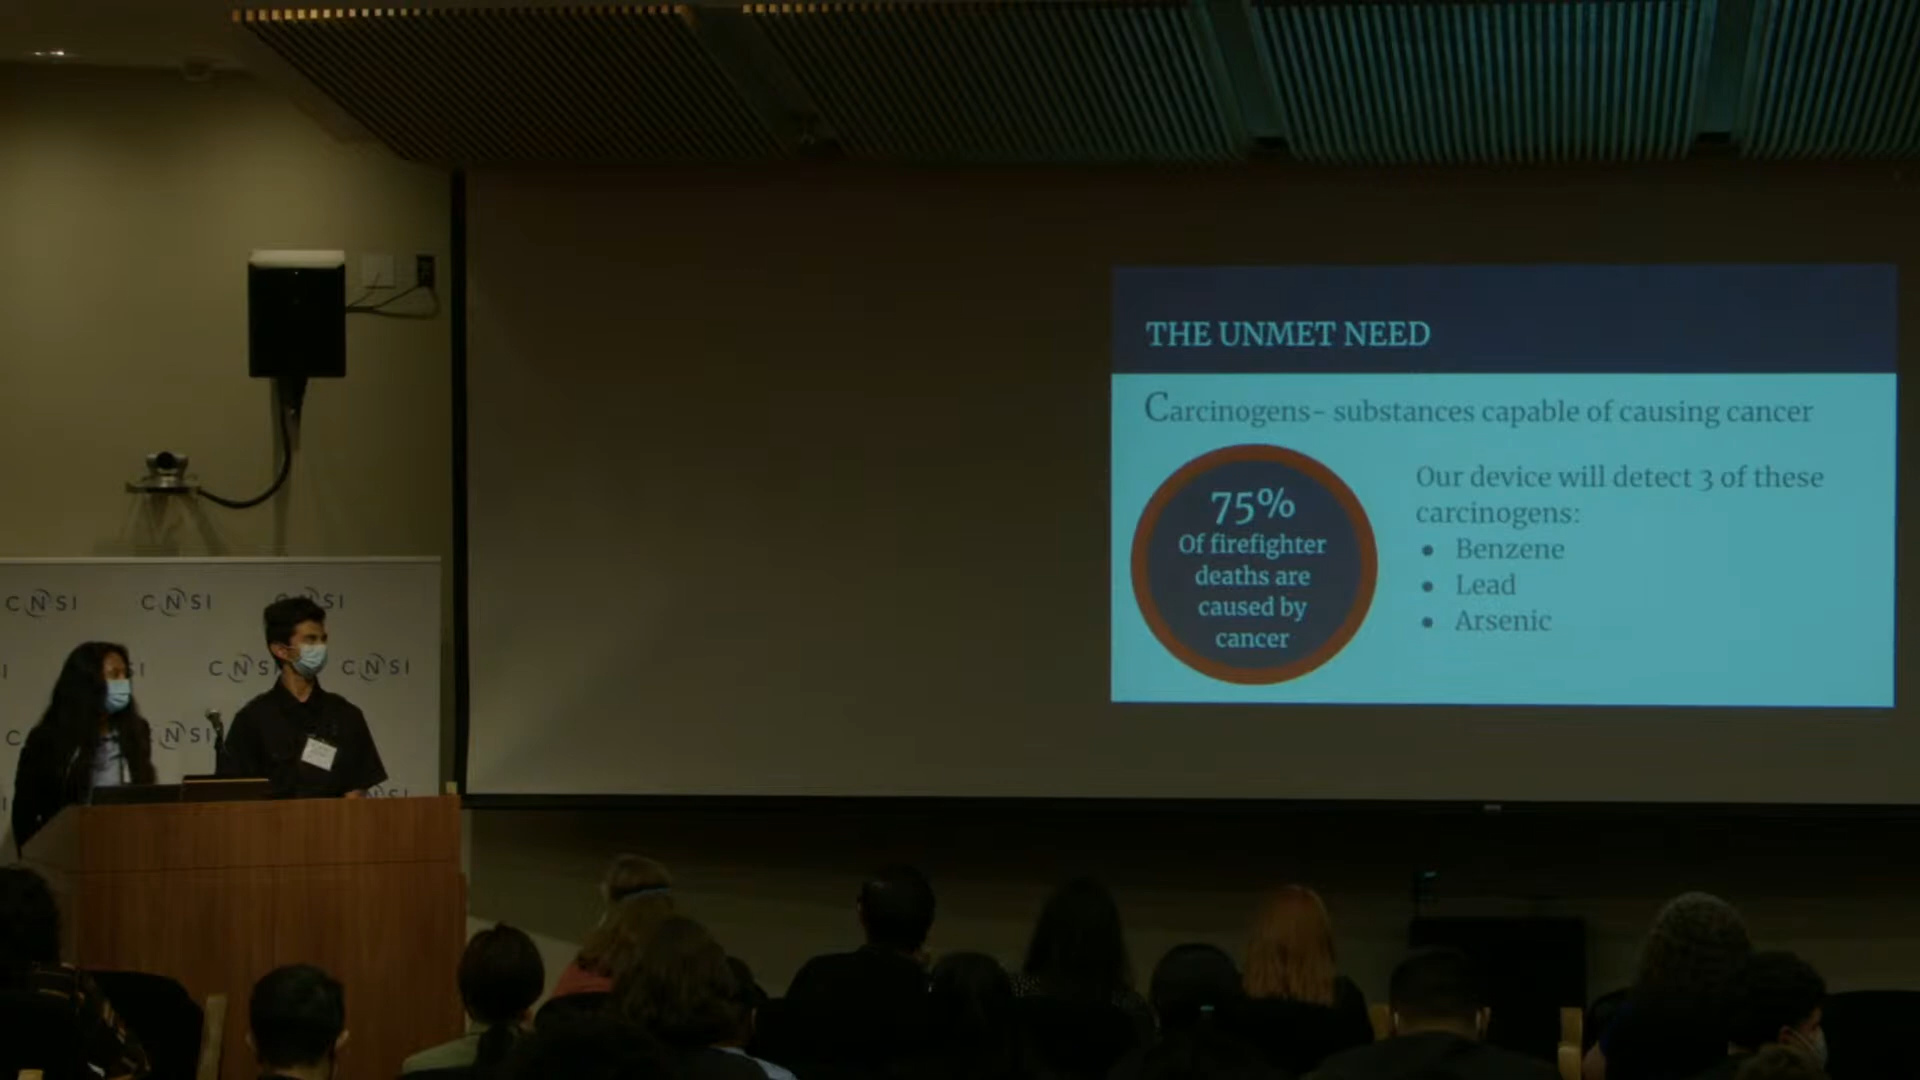 THE UNMET NEED
Carcinogens- substances capable of causing cancer
75%
Of firefighter
deaths are
caused by
cancer
Our device will detect 3 of these
carcinogens:
• Benzene
• Lead
• Arsenic
CNSI CNSI CNSI
CNSI CNSI
CNSI